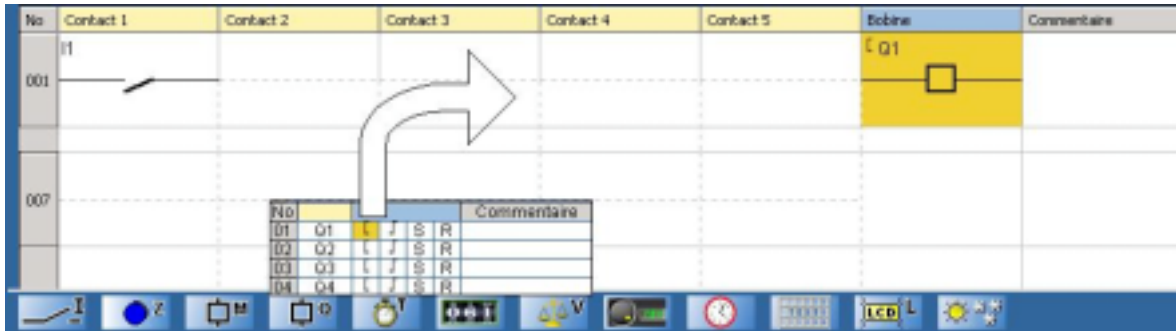 No Contact 1 Contact 2 Contact 3 Contact 4 Contact 5 Bobine Commentaire
I1 [ Q1
001
007
No Commentaire
01 Q1 [ ʃ S R
02 Q2 [ ʃ S R
03 Q3 [ ʃ S R
04 Q4 [ ʃ S R
I Z M Q T V LCD L